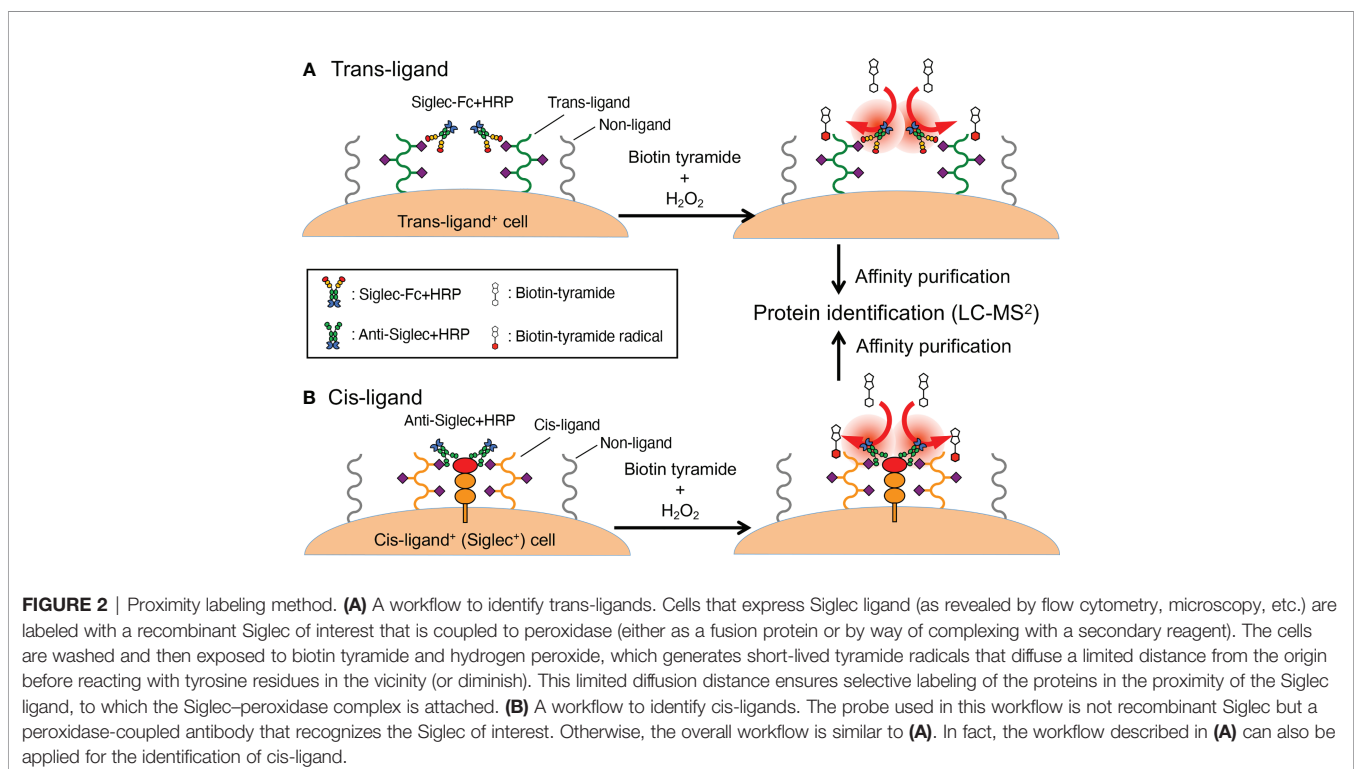 A Trans-ligand
Siglec-Fc+HRP
Trans-ligand
Non-ligand
Biotin tyramide
+
H₂O₂
Trans-ligand⁺ cell
Affinity purification
: Siglec-Fc+HRP
: Biotin-tyramide
Protein identification (LC-MS²)
: Anti-Siglec+HRP
: Biotin-tyramide radical
Affinity purification
B Cis-ligand
Anti-Siglec+HRP
Cis-ligand
Non-ligand
Biotin tyramide
+
H₂O₂
Cis-ligand⁺ (Siglec⁺) cell
FIGURE 2 | Proximity labeling method. (A) A workflow to identify trans-ligands. Cells that express Siglec ligand (as revealed by flow cytometry, microscopy, etc.) are
labeled with a recombinant Siglec of interest that is coupled to peroxidase (either as a fusion protein or by way of complexing with a secondary reagent). The cells
are washed and then exposed to biotin tyramide and hydrogen peroxide, which generates short-lived tyramide radicals that diffuse a limited distance from the origin
before reacting with tyrosine residues in the vicinity (or diminish). This limited diffusion distance ensures selective labeling of the proteins in the proximity of the Siglec
ligand, to which the Siglec–peroxidase complex is attached. (B) A workflow to identify cis-ligands. The probe used in this workflow is not recombinant Siglec but a
peroxidase-coupled antibody that recognizes the Siglec of interest. Otherwise, the overall workflow is similar to (A). In fact, the workflow described in (A) can also be
applied for the identification of cis-ligand.